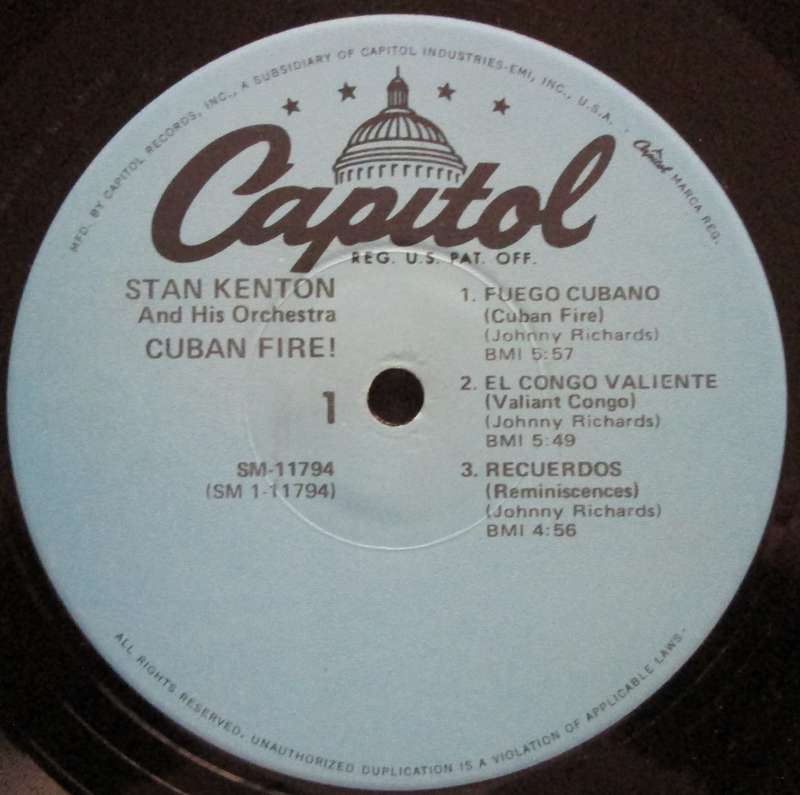 MFD. BY CAPITOL RECORDS, INC., A SUBSIDIARY OF CAPITOL INDUSTRIES-EMI, INC., U.S.A. • Capitol MARCA REG.
Capitol
REG. U.S. PAT. OFF.
STAN KENTON
And His Orchestra
CUBAN FIRE!
1
SM-11794
(SM 1-11794)
1. FUEGO CUBANO
(Cuban Fire)
(Johnny Richards)
BMI 5:57
2. EL CONGO VALIENTE
(Valiant Congo)
(Johnny Richards)
BMI 5:49
3. RECUERDOS
(Reminiscences)
(Johnny Richards)
BMI 4:56
ALL RIGHTS RESERVED. UNAUTHORIZED DUPLICATION IS A VIOLATION OF APPLICABLE LAWS.